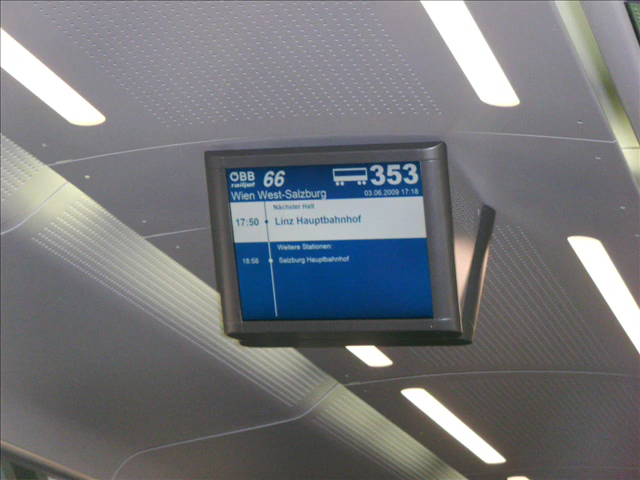 ÖBB 66 353
railjet
Wien West-Salzburg 03.06.2009 17:18
Nächster Halt
17:50 Linz Hauptbahnhof
Weitere Stationen:
18:56 Salzburg Hauptbahnhof